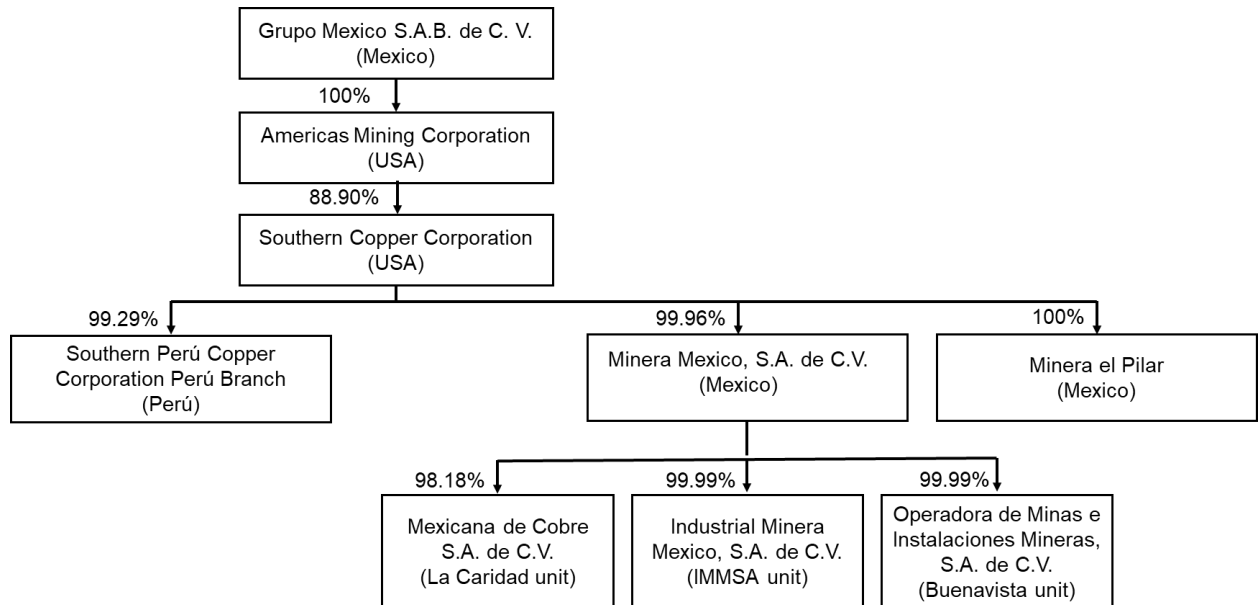 Grupo Mexico S.A.B. de C. V.
(Mexico)
100%
Americas Mining Corporation
(USA)
88.90%
Southern Copper Corporation
(USA)
99.29%
99.96%
100%
Southern Perú Copper
Corporation Perú Branch
(Perú)
Minera Mexico, S.A. de C.V.
(Mexico)
Minera el Pilar
(Mexico)
98.18%
99.99%
99.99%
Mexicana de Cobre
S.A. de C.V.
(La Caridad unit)
Industrial Minera
Mexico, S.A. de C.V.
(IMMSA unit)
Operadora de Minas e
Instalaciones Mineras,
S.A. de C.V.
(Buenavista unit)